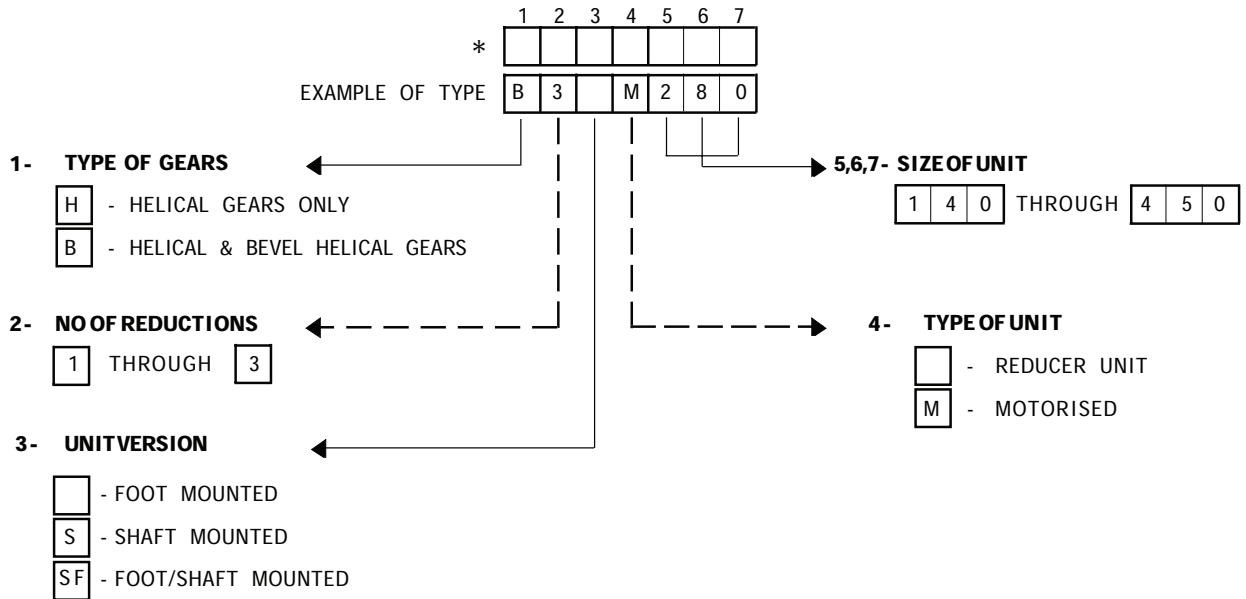 1 2 3 4 5 6 7
*
EXAMPLE OF TYPE B 3 M 2 8 0
1- TYPE OF GEARS
H - HELICAL GEARS ONLY
B - HELICAL & BEVEL HELICAL GEARS
5,6,7- SIZE OF UNIT
1 4 0 THROUGH 4 5 0
2- NO OF REDUCTIONS
1 THROUGH 3
4- TYPE OF UNIT
- REDUCER UNIT
M - MOTORISED
3- UNIT VERSION
- FOOT MOUNTED
S - SHAFT MOUNTED
SF - FOOT/SHAFT MOUNTED